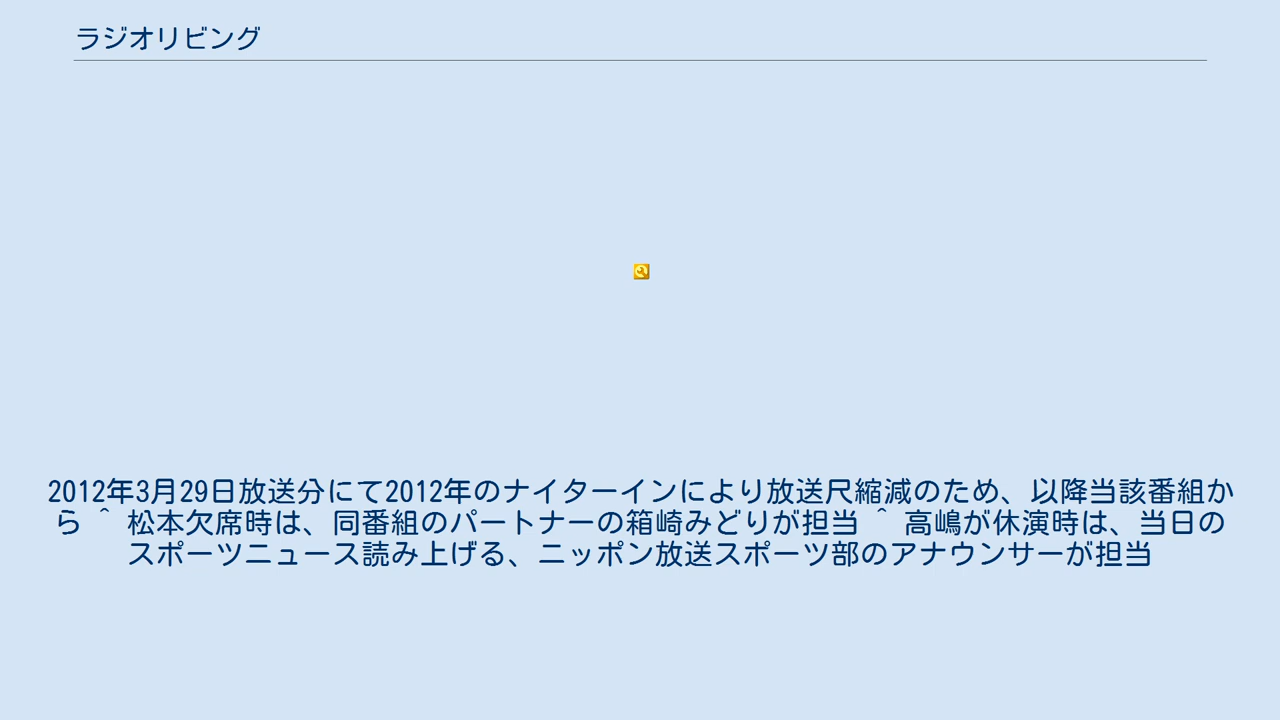 ラジオリビング
2012年3月29日放送分にて2012年のナイターインにより放送尺縮減のため、以降当該番組か
ら ^ 松本欠席時は、同番組のパートナーの箱崎みどりが担当 ^ 高嶋が休演時は、当日の
スポーツニュース読み上げる、ニッポン放送スポーツ部のアナウンサーが担当